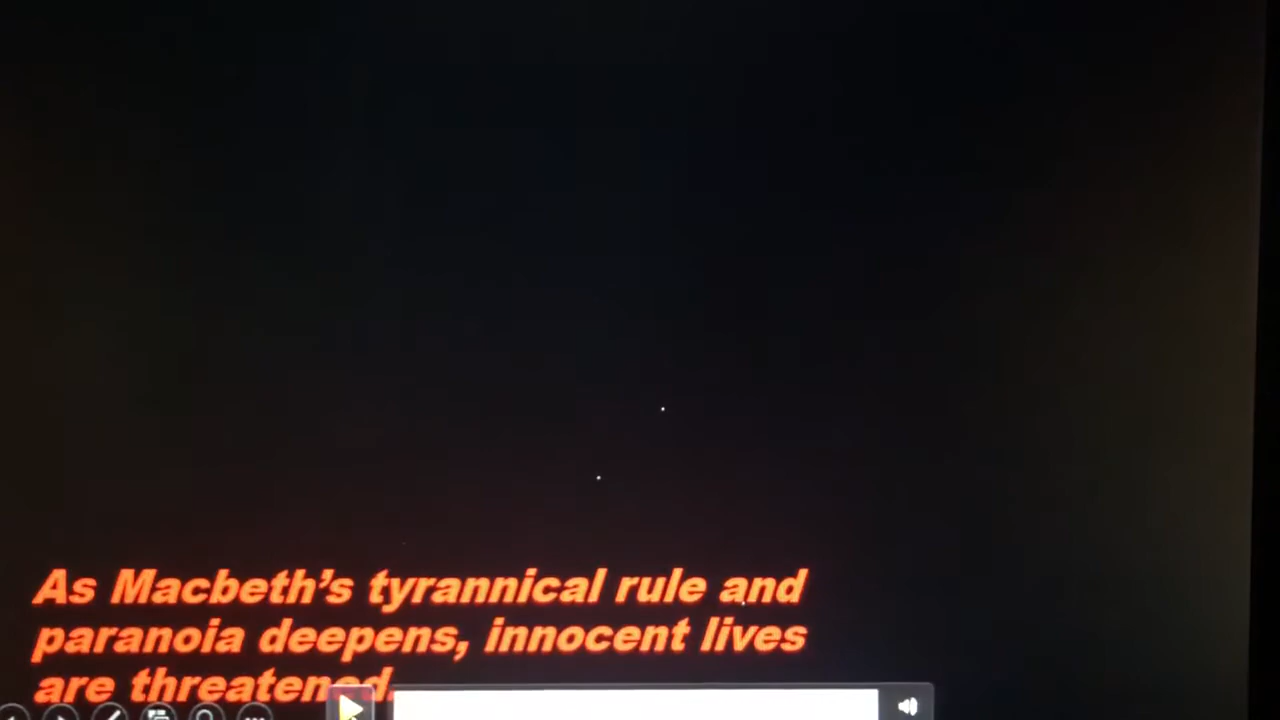 As Macbeth’s tyrannical rule and
paranoia deepens, innocent lives
are threatened.